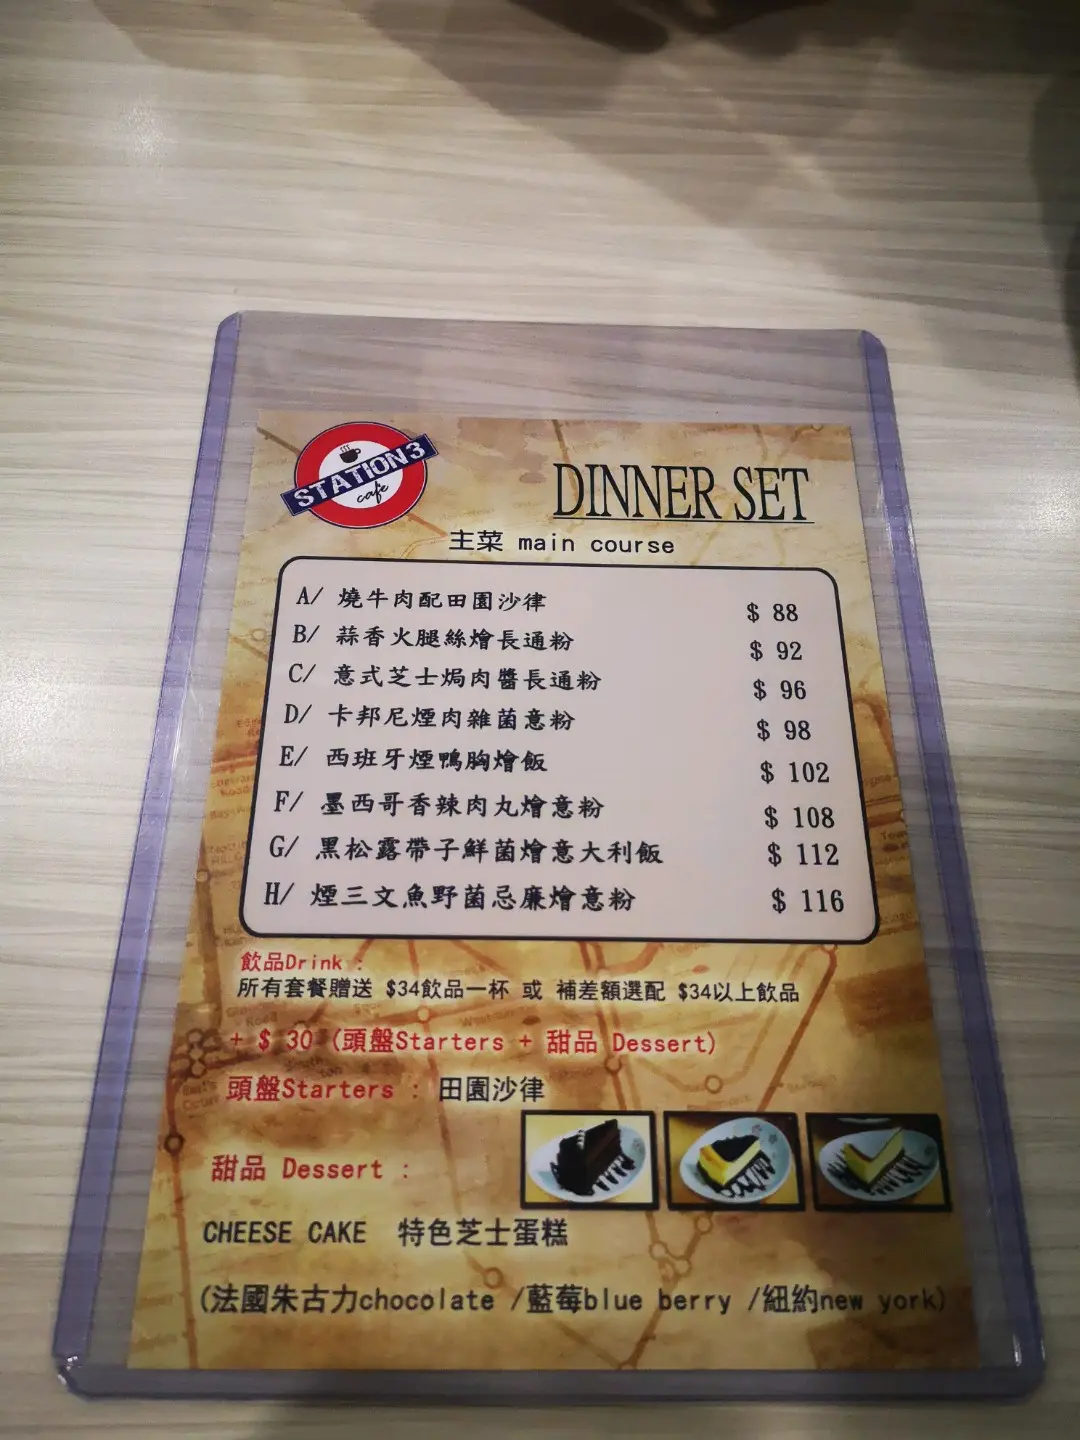 STATION3
cafe
DINNER SET
主菜 main course
A/ 燒牛肉配田園沙律 $ 88
B/ 蒜香火腿絲燴長通粉 $ 92
C/ 意式芝士焗肉醬長通粉 $ 96
D/ 卡邦尼煙肉雜菌意粉 $ 98
E/ 西班牙煙鴨胸燴飯 $ 102
F/ 墨西哥香辣肉丸燴意粉 $ 108
G/ 黑松露帶子鮮菌燴意大利飯 $ 112
H/ 煙三文魚野菌忌廉燴意粉 $ 116
飲品Drink :
所有套餐贈送 $34飲品一杯 或 補差額選配 $34以上飲品
+ $ 30 (頭盤Starters + 甜品 Dessert)
頭盤Starters : 田園沙律
甜品 Dessert :
CHEESE CAKE 特色芝士蛋糕
(法國朱古力chocolate /藍莓blue berry /紐約new york)